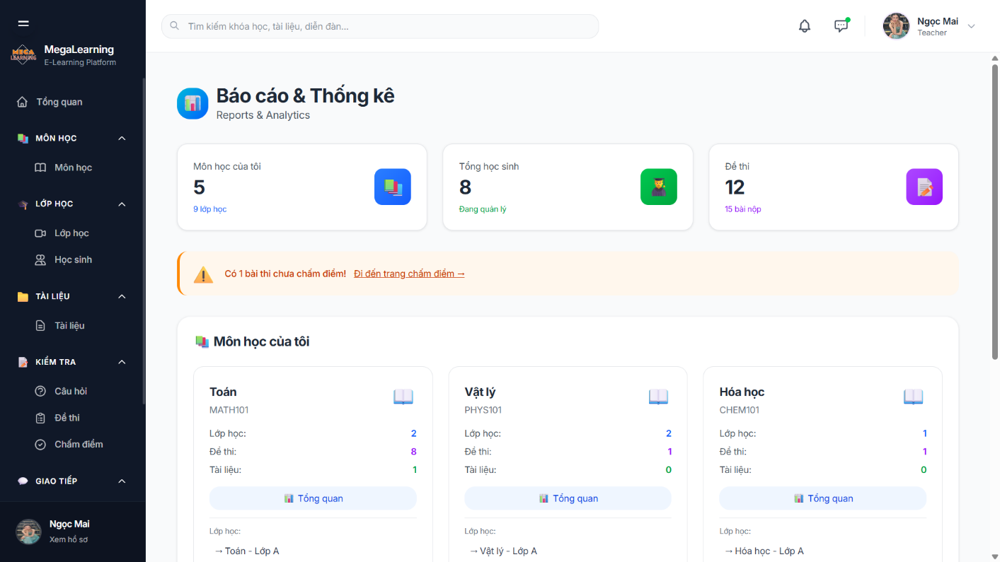 Tìm kiếm khóa học, tài liệu, diễn đàn...
Ngọc Mai
Teacher
MEGA
LEARNING
MegaLearning
E-Learning Platform
Tổng quan
MÔN HỌC
Môn học
LỚP HỌC
Lớp học
Học sinh
TÀI LIỆU
Tài liệu
KIỂM TRA
Câu hỏi
Đề thi
Chấm điểm
GIAO TIẾP
Ngọc Mai
Xem hồ sơ
Báo cáo & Thống kê
Reports & Analytics
Môn học của tôi
5
9 lớp học
Tổng học sinh
8
Đang quản lý
Đề thi
12
15 bài nộp
Có 1 bài thi chưa chấm điểm! Đi đến trang chấm điểm →
Môn học của tôi
Toán
MATH101
Lớp học: 2
Đề thi: 8
Tài liệu: 1
Tổng quan
Lớp học:
→ Toán - Lớp A
Vật lý
PHYS101
Lớp học: 2
Đề thi: 1
Tài liệu: 0
Tổng quan
Lớp học:
→ Vật lý - Lớp A
Hóa học
CHEM101
Lớp học: 1
Đề thi: 1
Tài liệu: 0
Tổng quan
Lớp học:
→ Hóa học - Lớp A